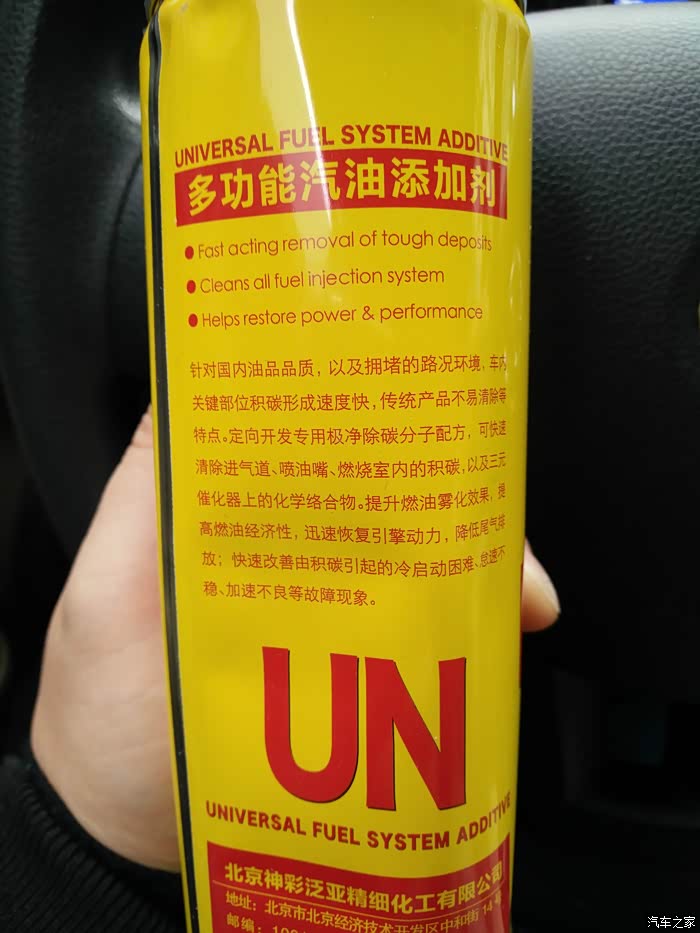 UNIVERSAL FUEL SYSTEM ADDITIVE
多功能汽油添加剂
● Fast acting removal of tough deposits
● Cleans all fuel injection system
● Helps restore power & performance
针对国内油品品质，以及拥堵的路况环境，车内
关键部位积碳形成速度快，传统产品不易清除等
特点。定向开发专用极净除碳分子配方，可快速
清除进气道、喷油嘴、燃烧室内的积碳，以及三元
催化器上的化学络合物。提升燃油雾化效果，提
高燃油经济性，迅速恢复引擎动力，降低尾气排
放；快速改善由积碳引起的冷启动困难、怠速不
稳、加速不良等故障现象。
UN
UNIVERSAL FUEL SYSTEM ADDITIVE
北京神彩泛亚精细化工有限公司
地址：北京市北京经济技术开发区中和街14号
邮编：
汽车之家